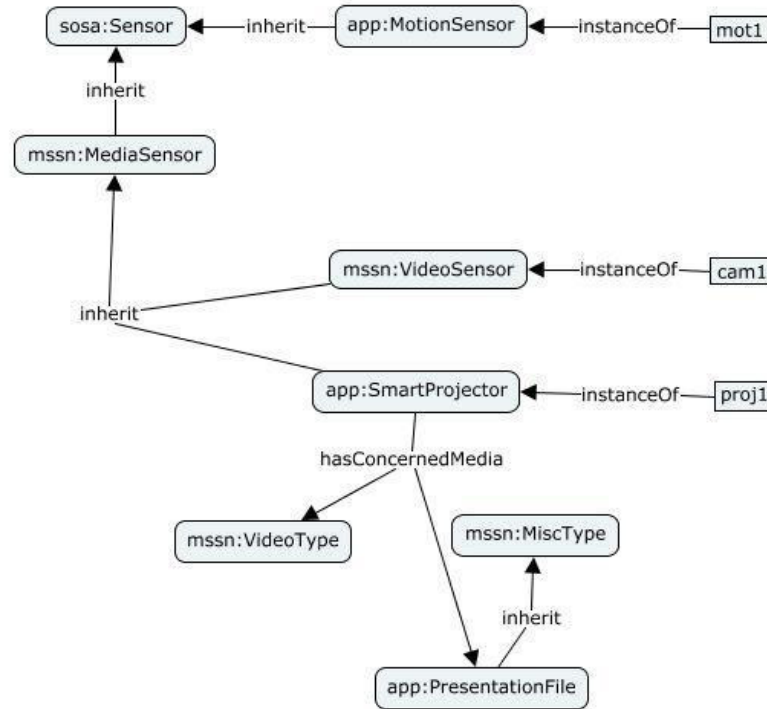 sosa:Sensor
inherit
app:MotionSensor
instanceOf
mot1
inherit
mssn:MediaSensor
mssn:VideoSensor
instanceOf
cam1
inherit
app:SmartProjector
instanceOf
proj1
hasConcernedMedia
mssn:VideoType
mssn:MiscType
inherit
app:PresentationFile